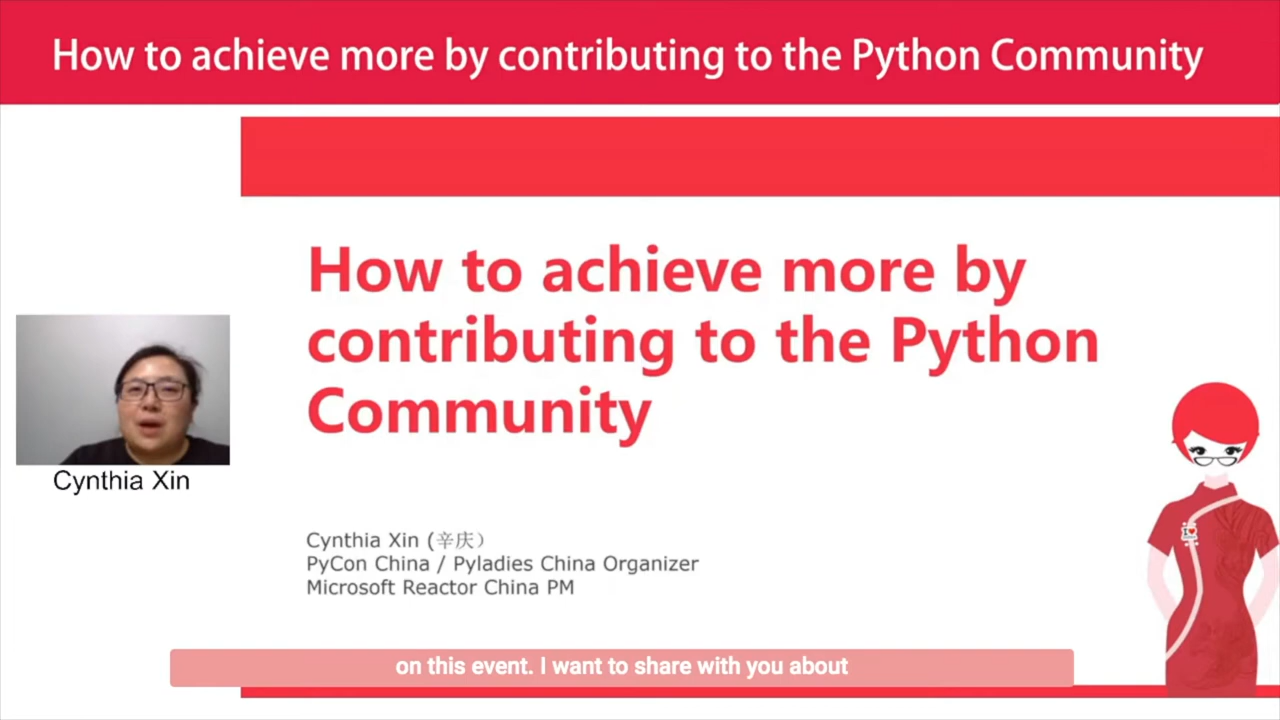 How to achieve more by contributing to the Python Community
How to achieve more by
contributing to the Python
Community
Cynthia Xin
Cynthia Xin (辛庆）
PyCon China / Pyladies China Organizer
Microsoft Reactor China PM
on this event. I want to share with you about